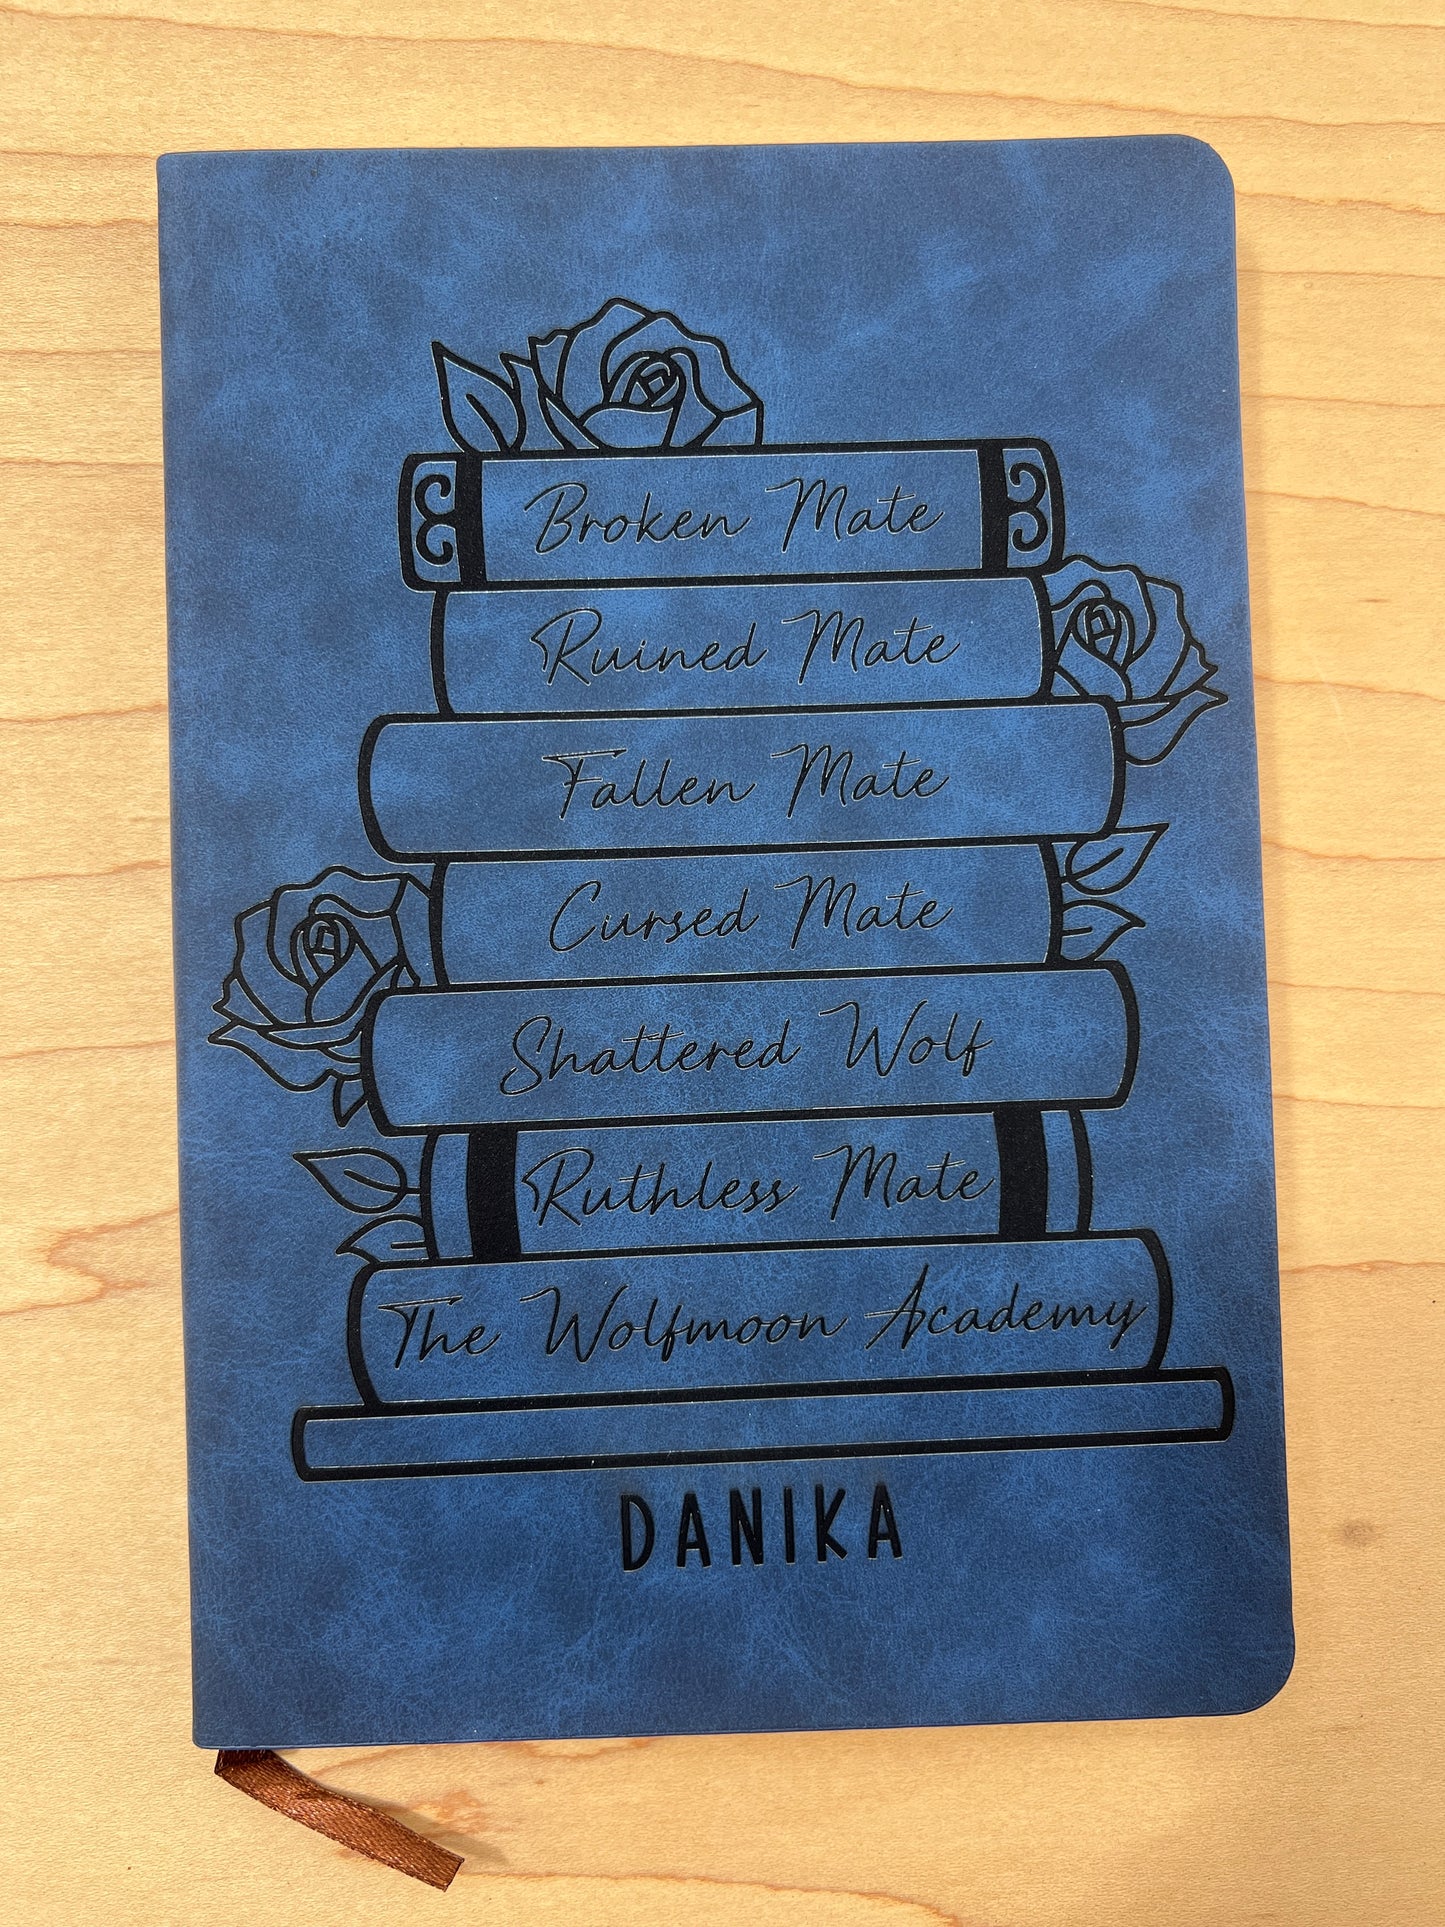 Broken Mate
Ruined Mate
Fallen Mate
Cursed Mate
Shattered Wolf
Ruthless Mate
The Wolfmoon Academy
DANIKA